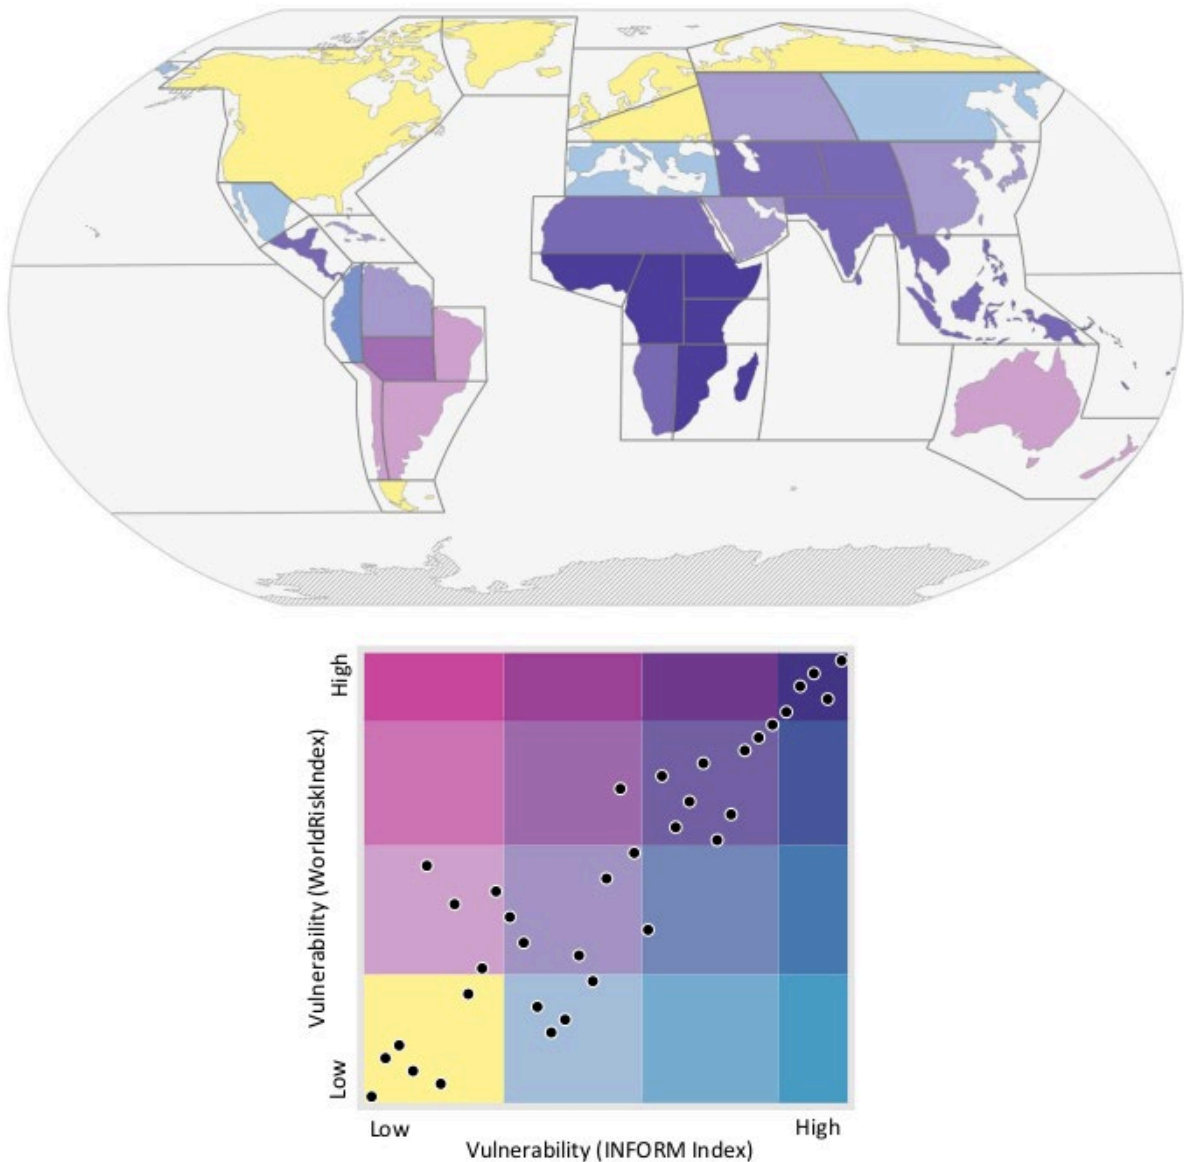 High
Vulnerability (WorldRiskIndex)
Low
Low
High
Vulnerability (INFORM Index)